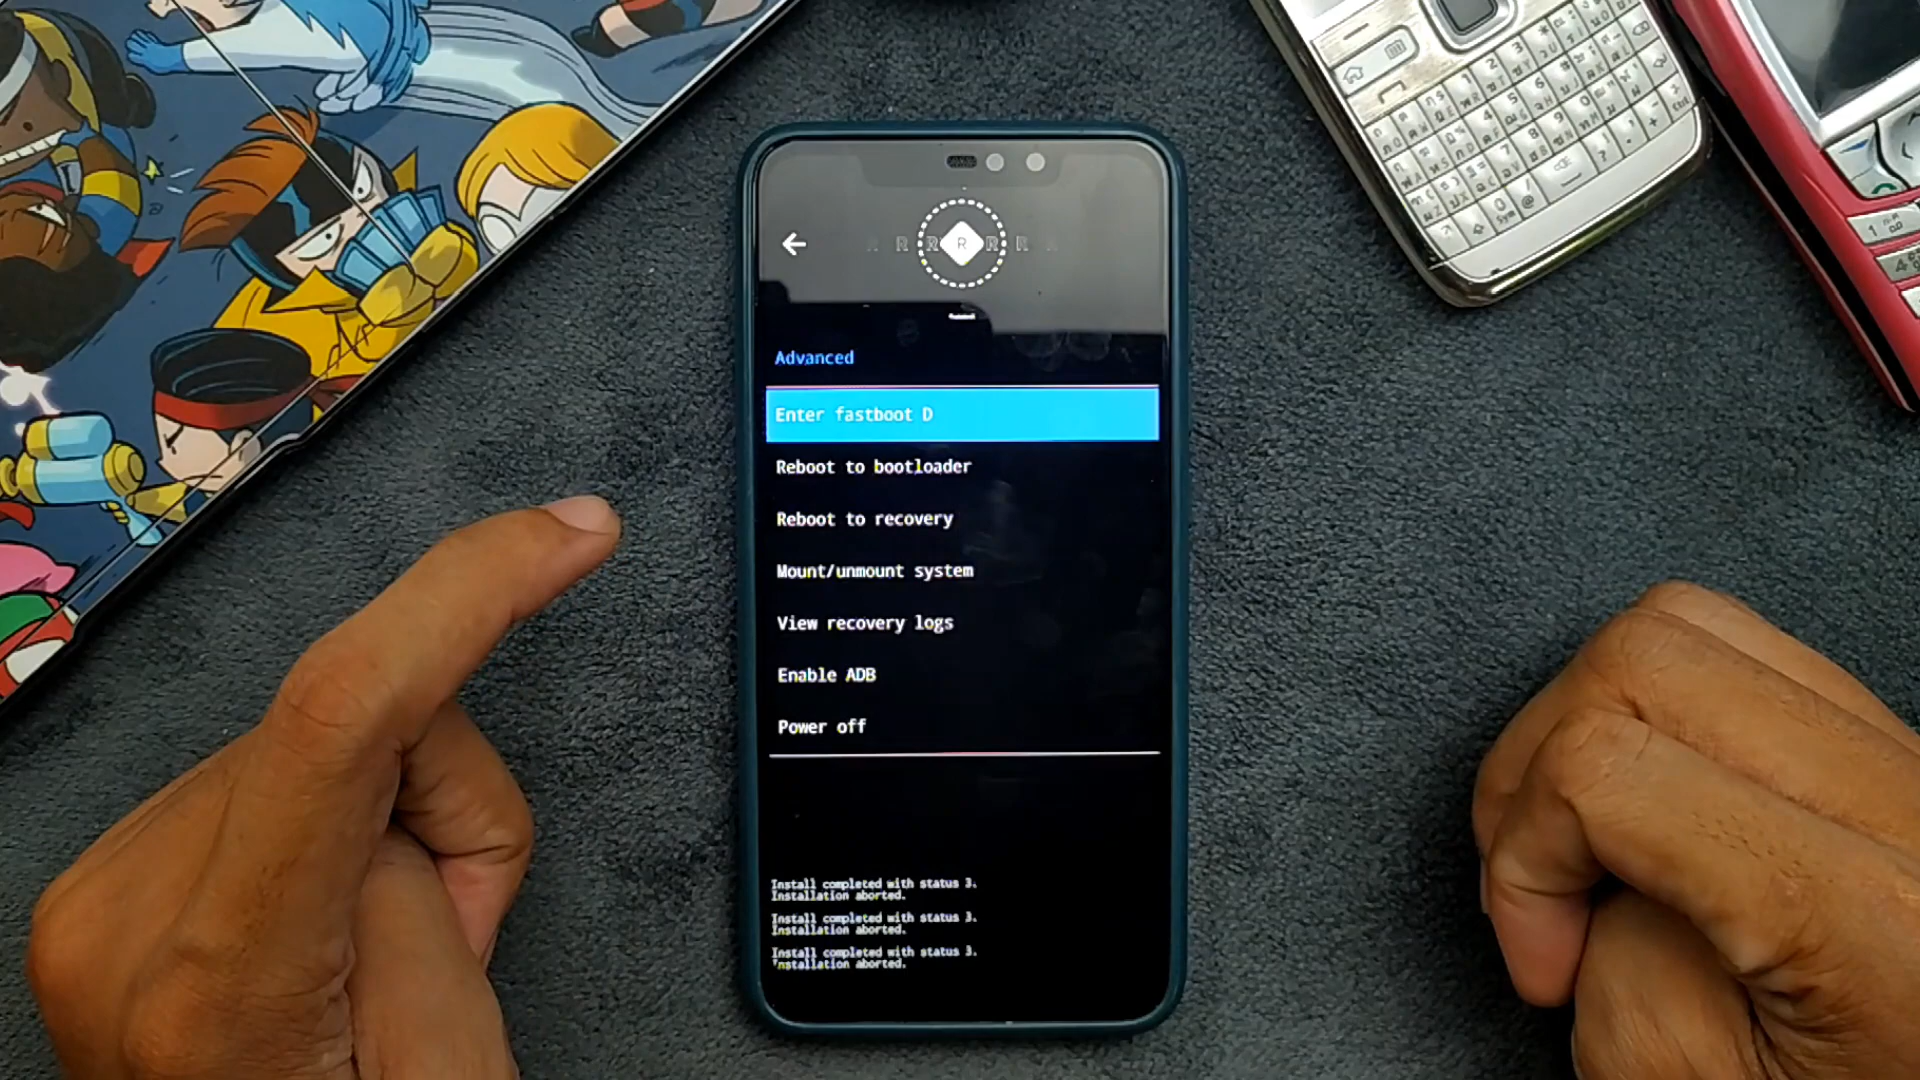 R R R R R
Advanced
Enter fastboot D
Reboot to bootloader
Reboot to recovery
Mount/unmount system
View recovery logs
Enable ADB
Power off
Install completed with status 3.
Installation aborted.
Install completed with status 3.
Installation aborted.
Install completed with status 3.
nstallation aborted.